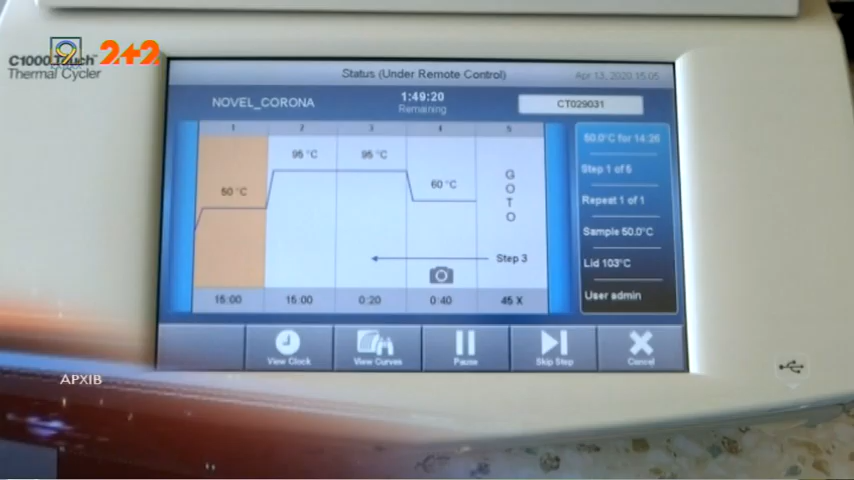 2+2
C1000 Touch™
Thermal Cycler
Status (Under Remote Control)
Apr 13, 2020 15:05
NOVEL_CORONA
1:49:20
Remaining
CT029031
1 2 3 4 5
50 °C
95 °C
95 °C
60 °C
GOTO
Step 3
15:00 15:00 0:20 0:40 45 X
50.0°C for 14:26
Step 1 of 5
Repeat 1 of 1
Sample 50.0°C
Lid 103°C
User admin
View Clock
View Curves
Pause
Skip Step
Cancel
АРХІВ